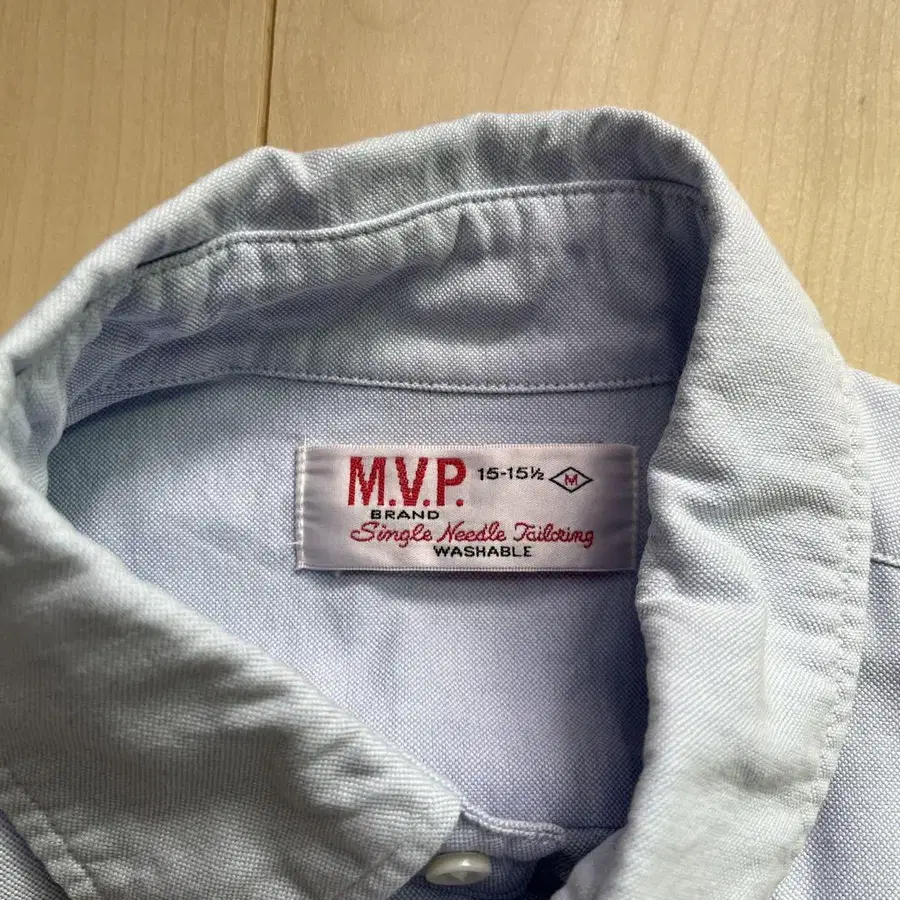 M.V.P. 15-15½ M
BRAND
Single Needle Tailoring
WASHABLE